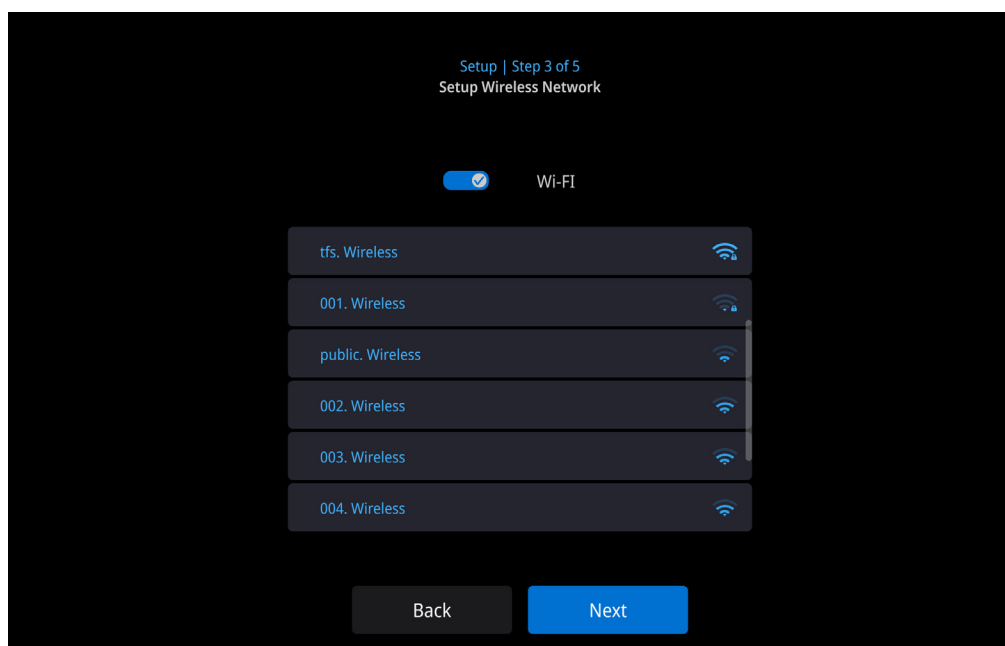 Setup | Step 3 of 5
Setup Wireless Network
Wi-FI
tfs. Wireless
001. Wireless
public. Wireless
002. Wireless
003. Wireless
004. Wireless
Back Next